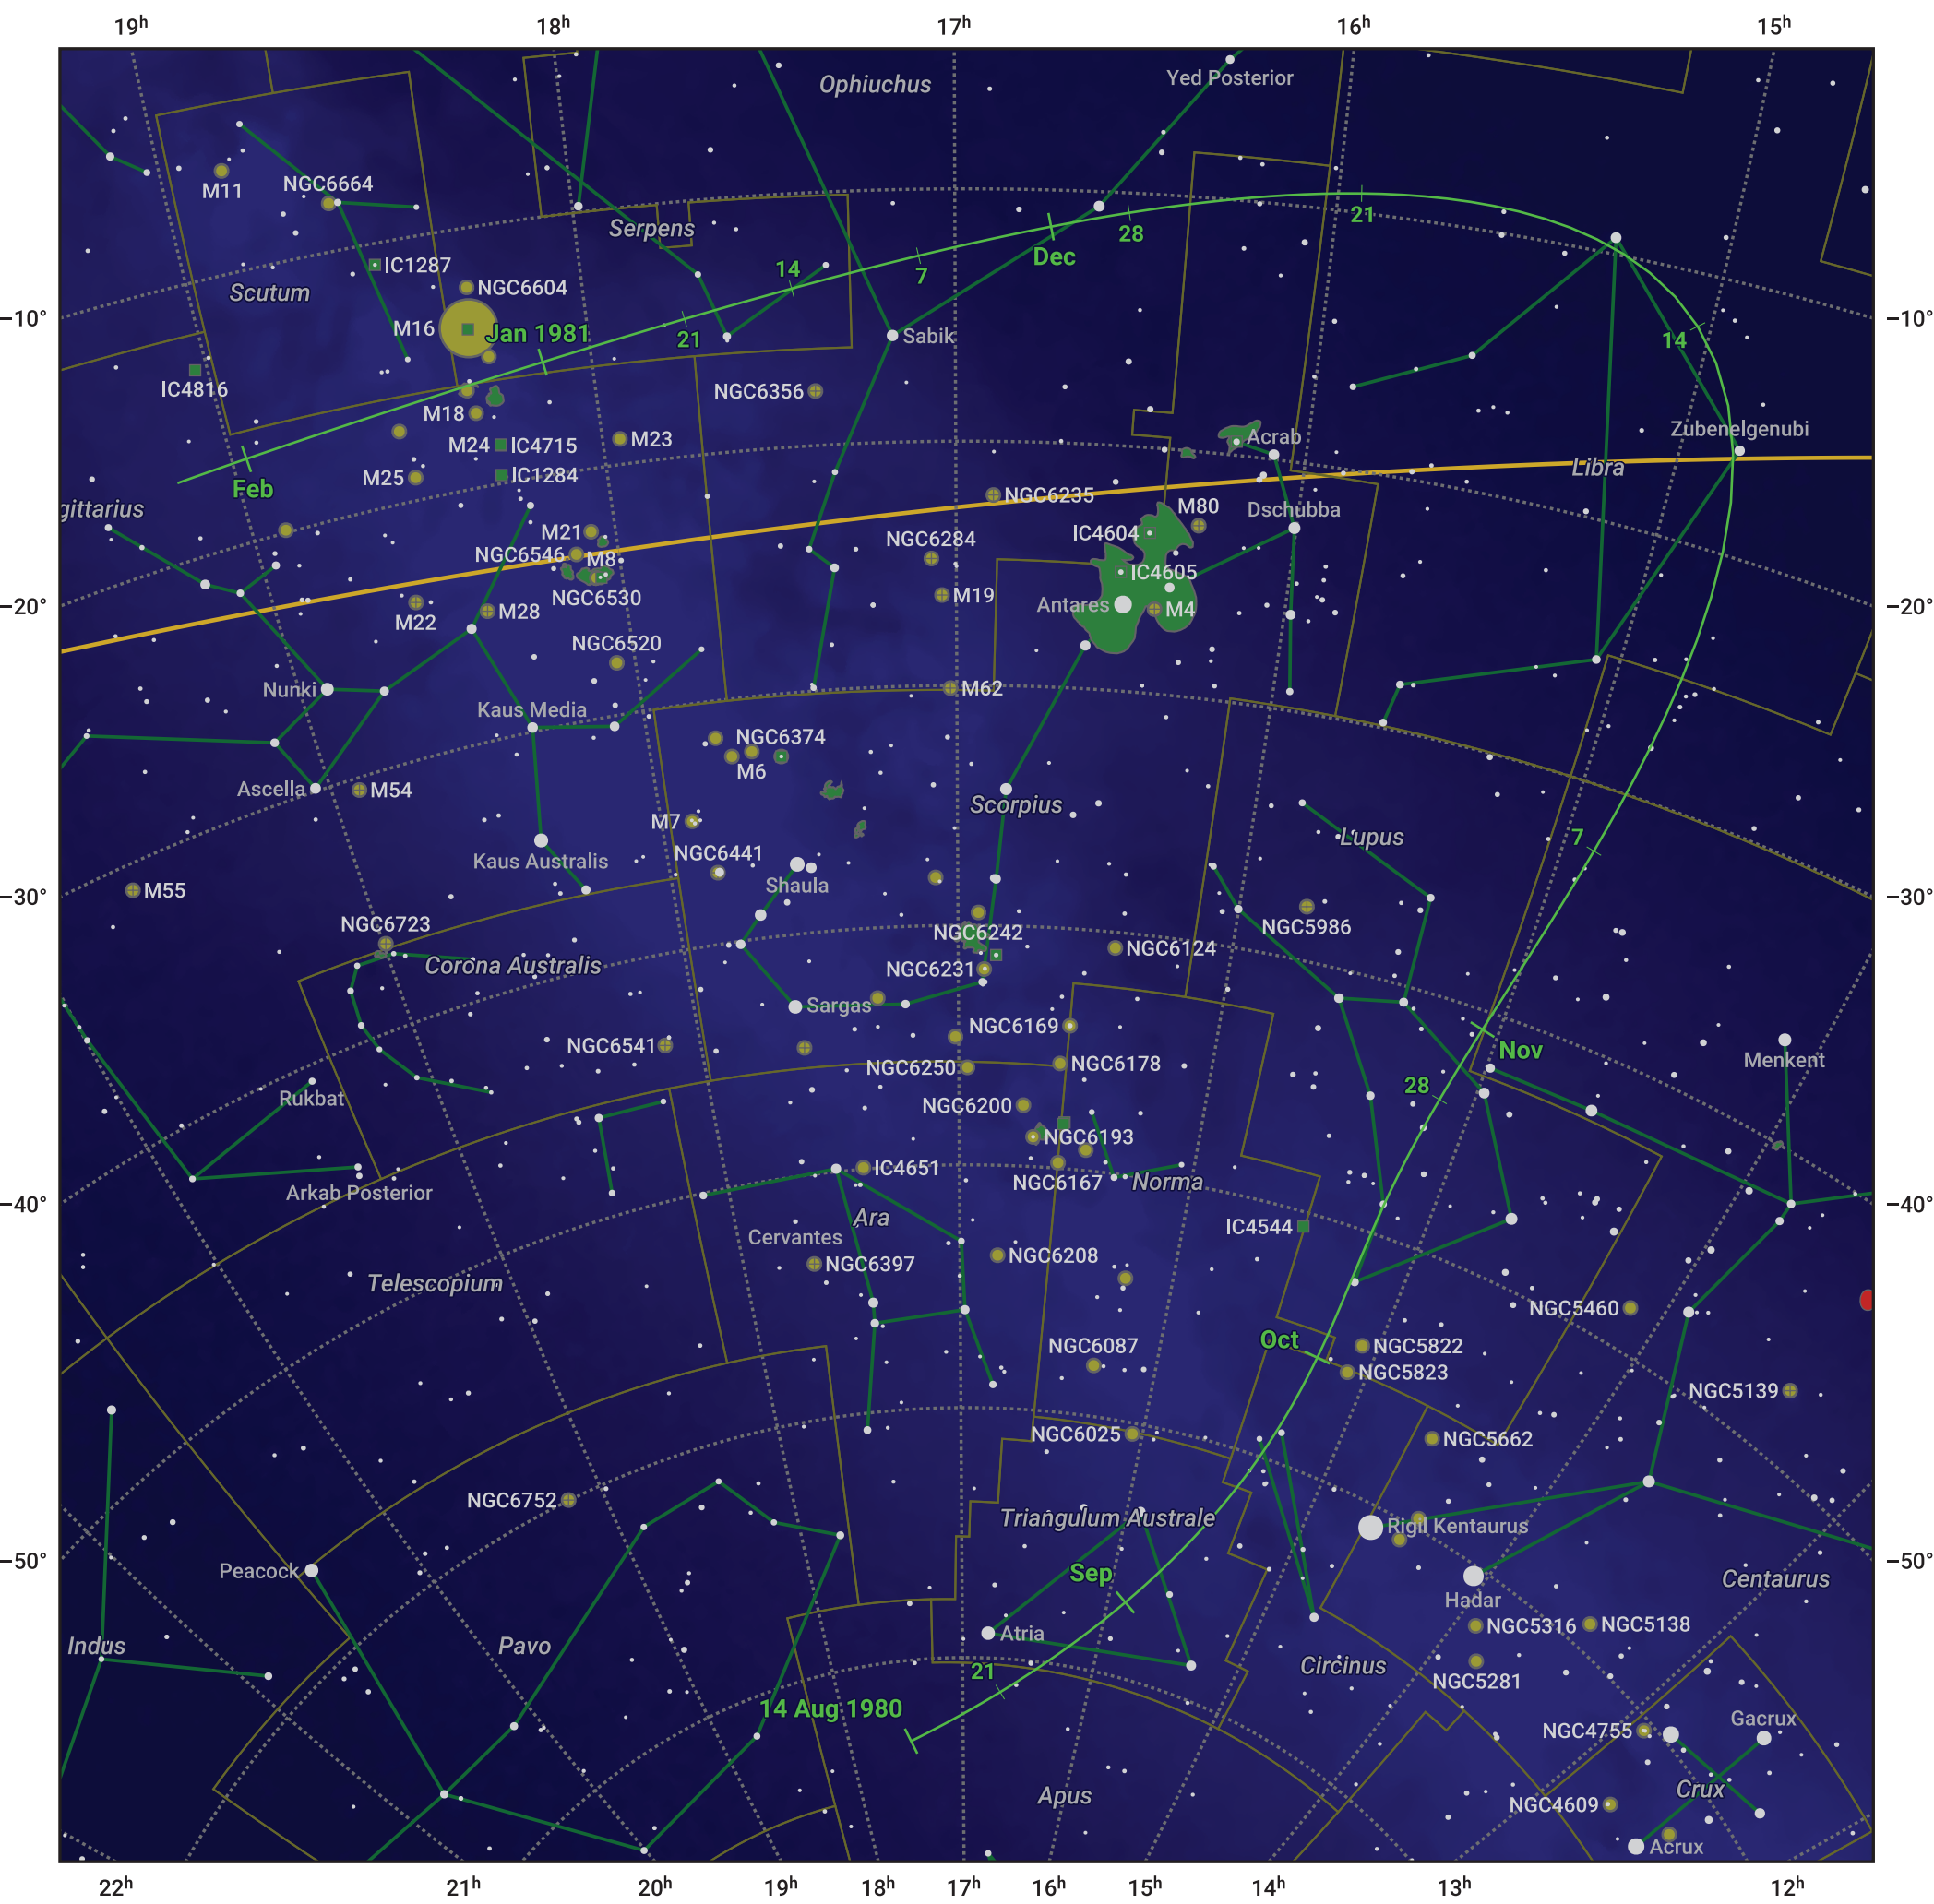 19h 18h 17h 16h 15h
Ophiuchus
Yed Posterior
M11
NGC6664
21
Serpens
28
Dec
IC1287
14
7
NGC6604
Scutum
−10°
M16
Jan 1981
21
Sabik
14
−10°
IC4816
NGC6356
M18
Zubenelgenubi
M24
IC4715
M23
Acrab
Libra
M25
IC1284
Feb
NGC6235
gittarius
M80
Dschubba
M21
IC4604
NGC6546
M8
NGC6284
IC4605
NGC6530
M19
Antares
M4
−20°
M22
M28
−20°
NGC6520
Nunki
M62
Kaus Media
NGC6374
M6
Ascella
M54
Scorpius
M7
Lupus
7
NGC6441
Kaus Australis
Shaula
M55
−30°
−30°
NGC6723
NGC6242
NGC5986
Corona Australis
NGC6231
NGC6124
Sargas
NGC6169
NGC6541
Nov
NGC6250
NGC6178
Menkent
28
Rukbat
NGC6200
NGC6193
IC4651
NGC6167
Norma
Arkab Posterior
−40°
−40°
Ara
IC4544
Cervantes
NGC6397
NGC6208
Telescopium
NGC5460
Oct
NGC6087
NGC5822
NGC5823
NGC5139
NGC6025
NGC5662
NGC6752
Triangulum Australe
Rigil Kentaurus
−50°
−50°
Peacock
Sep
Centaurus
Hadar
NGC5316
NGC5138
Atria
Indus
Pavo
Circinus
21
NGC5281
14 Aug 1980
Gacrux
NGC4755
Apus
Crux
NGC4609
Acrux
22h 21h 20h 19h 18h 17h 16h 15h 14h 13h 12h